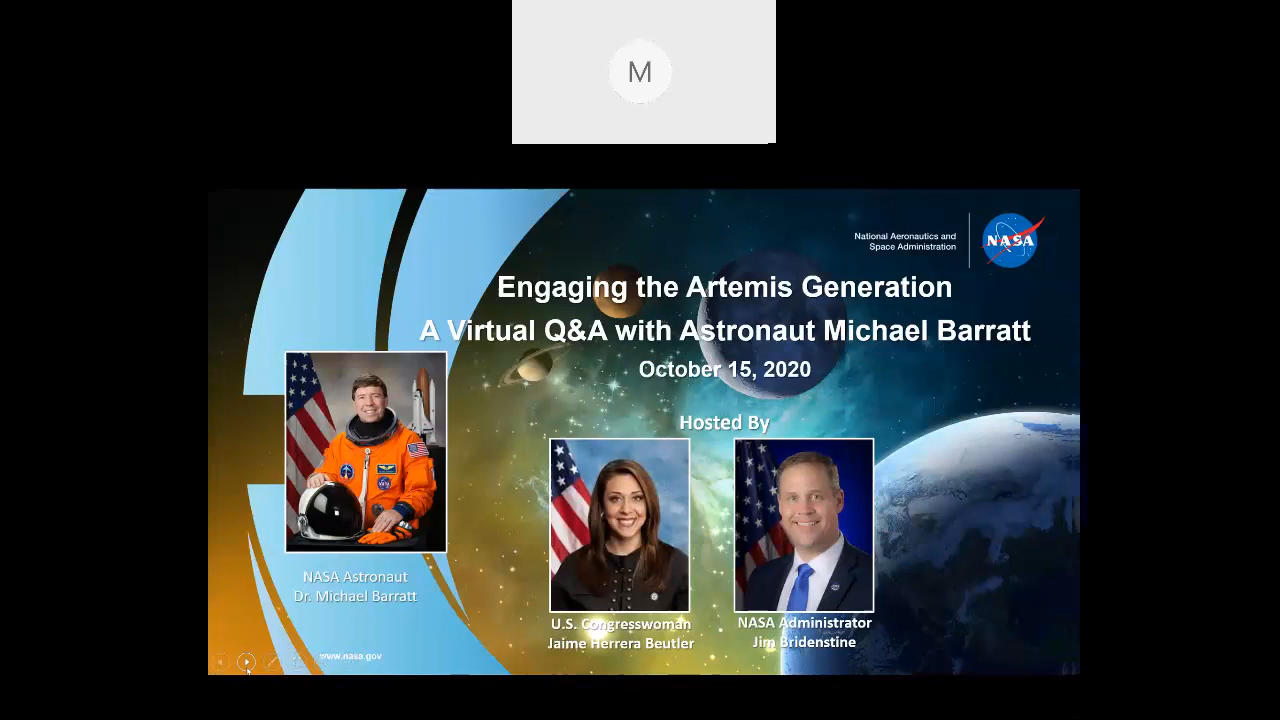 M
National Aeronautics and
Space Administration
NASA
Engaging the Artemis Generation
A Virtual Q&A with Astronaut Michael Barratt
October 15, 2020
Hosted By
NASA Astronaut
Dr. Michael Barratt
U.S. Congresswoman
Jaime Herrera Beutler
NASA Administrator
Jim Bridenstine
www.nasa.gov